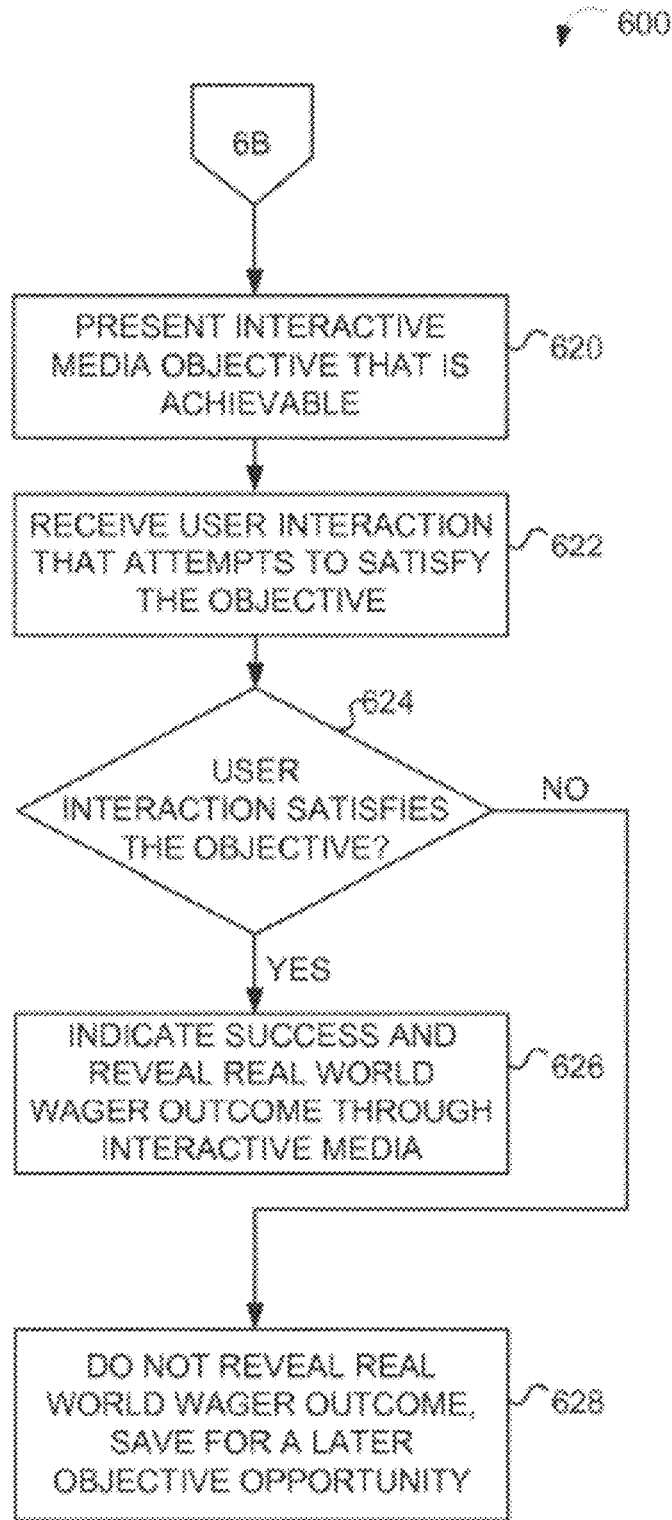 600
6B
PRESENT INTERACTIVE
MEDIA OBJECTIVE THAT IS
ACHIEVABLE
620
RECEIVE USER INTERACTION
THAT ATTEMPTS TO SATISFY
THE OBJECTIVE
622
624
USER
INTERACTION SATISFIES
THE OBJECTIVE?
NO
YES
INDICATE SUCCESS AND
REVEAL REAL WORLD
WAGER OUTCOME THROUGH
INTERACTIVE MEDIA
626
DO NOT REVEAL REAL
WORLD WAGER OUTCOME,
SAVE FOR A LATER
OBJECTIVE OPPORTUNITY
628